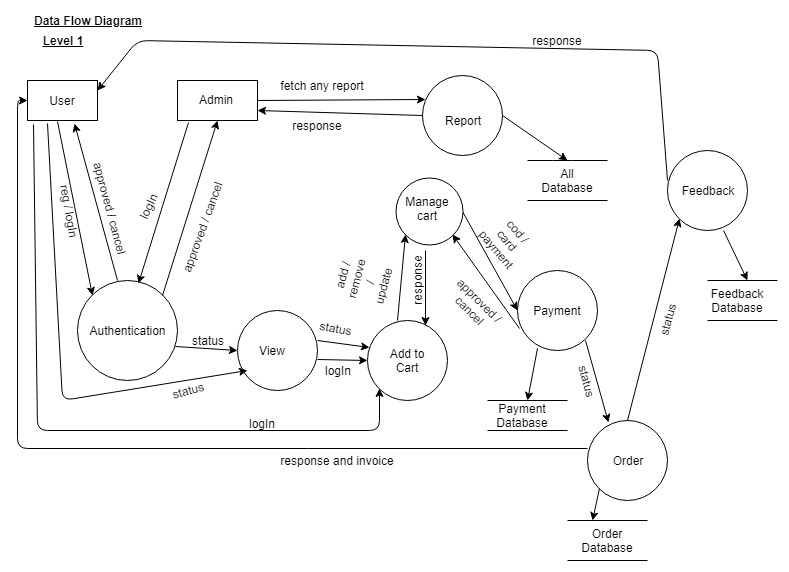 Data Flow Diagram
Level 1
response
User
Admin
fetch any report
response
Report
All
Database
reg / logIn
approved / cancel
logIn
approved / cancel
Manage
cart
cod /
card
payment
Feedback
add /
remove
/
update
response
approved /
cancel
Feedback
Database
Authentication
status
View
status
logIn
Add to
Cart
Payment
status
status
status
Payment
Database
logIn
response and invoice
Order
Order
Database